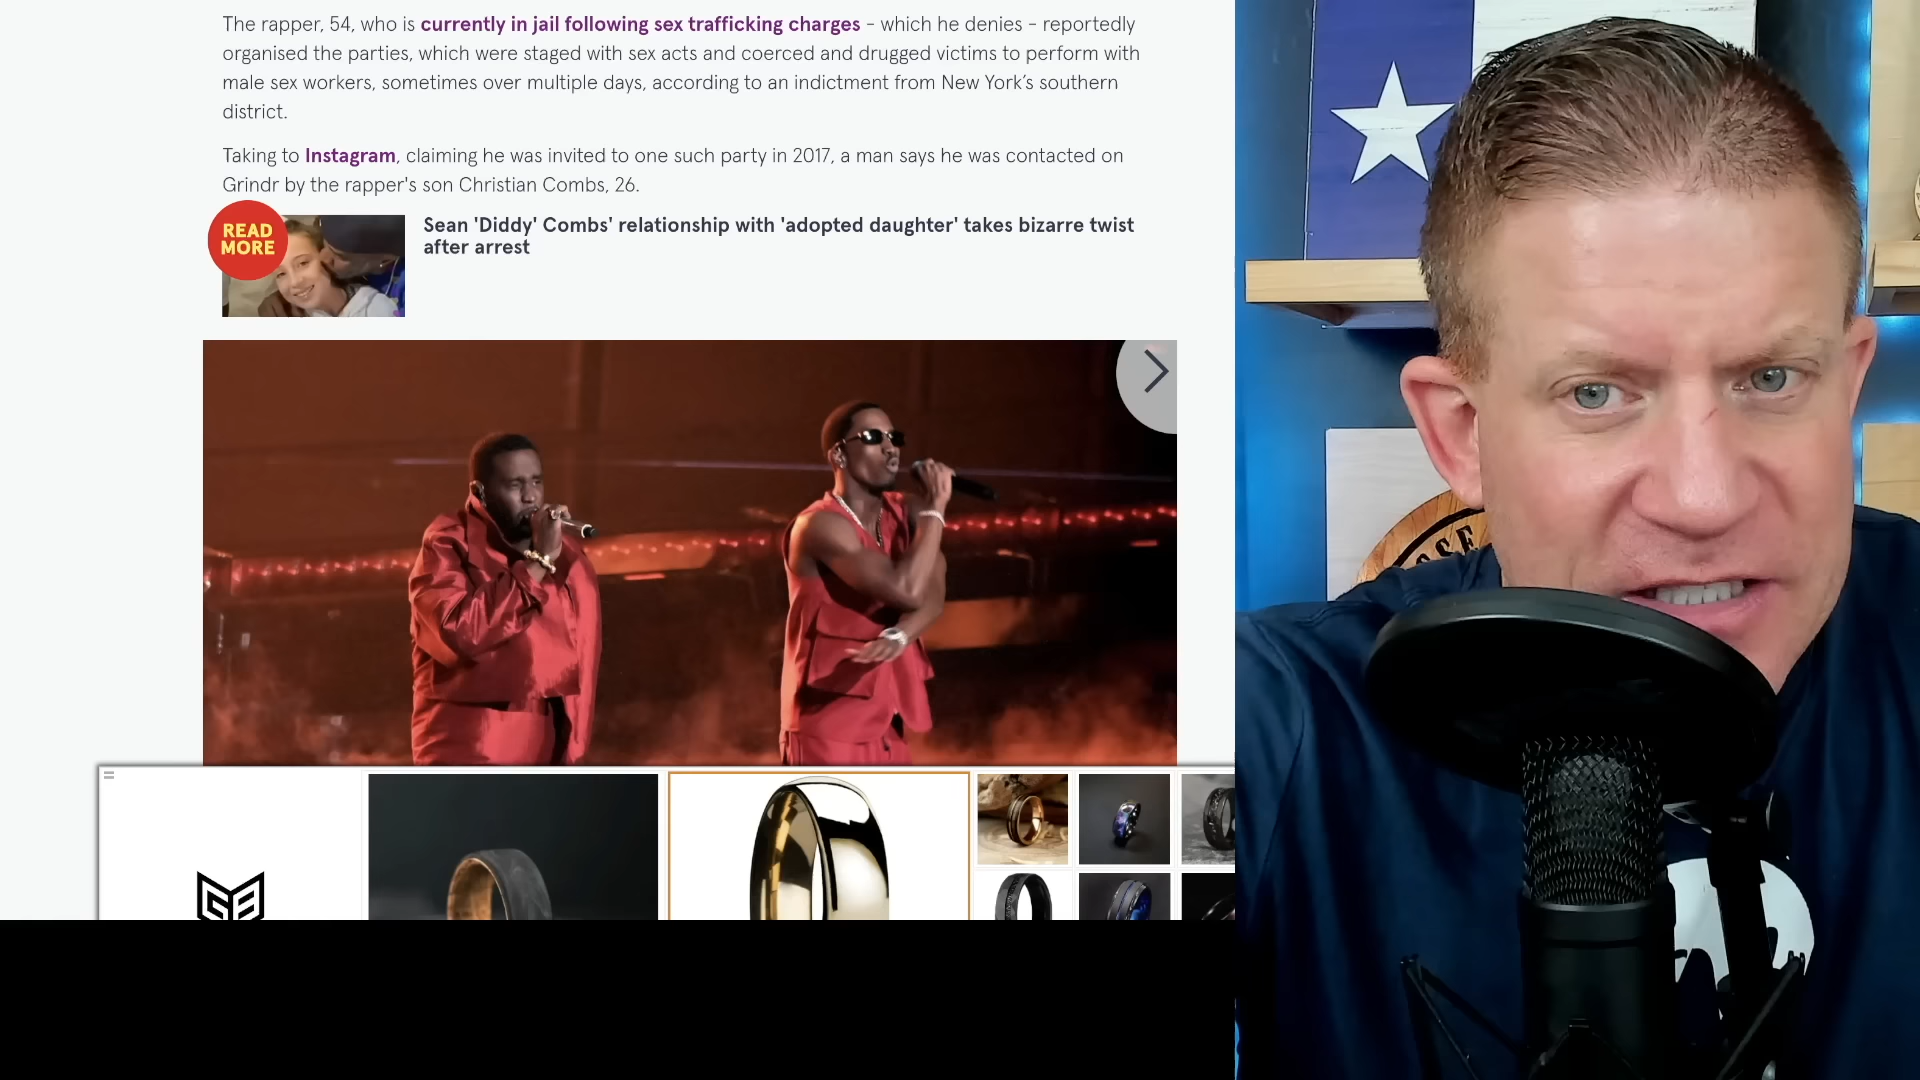 The rapper, 54, who is currently in jail following sex trafficking charges – which he denies – reportedly
organised the parties, which were staged with sex acts and coerced and drugged victims to perform with
male sex workers, sometimes over multiple days, according to an indictment from New York’s southern
district.
Taking to Instagram, claiming he was invited to one such party in 2017, a man says he was contacted on
Grindr by the rapper's son Christian Combs, 26.
READ
MORE
Sean 'Diddy' Combs' relationship with 'adopted daughter' takes bizarre twist
after arrest